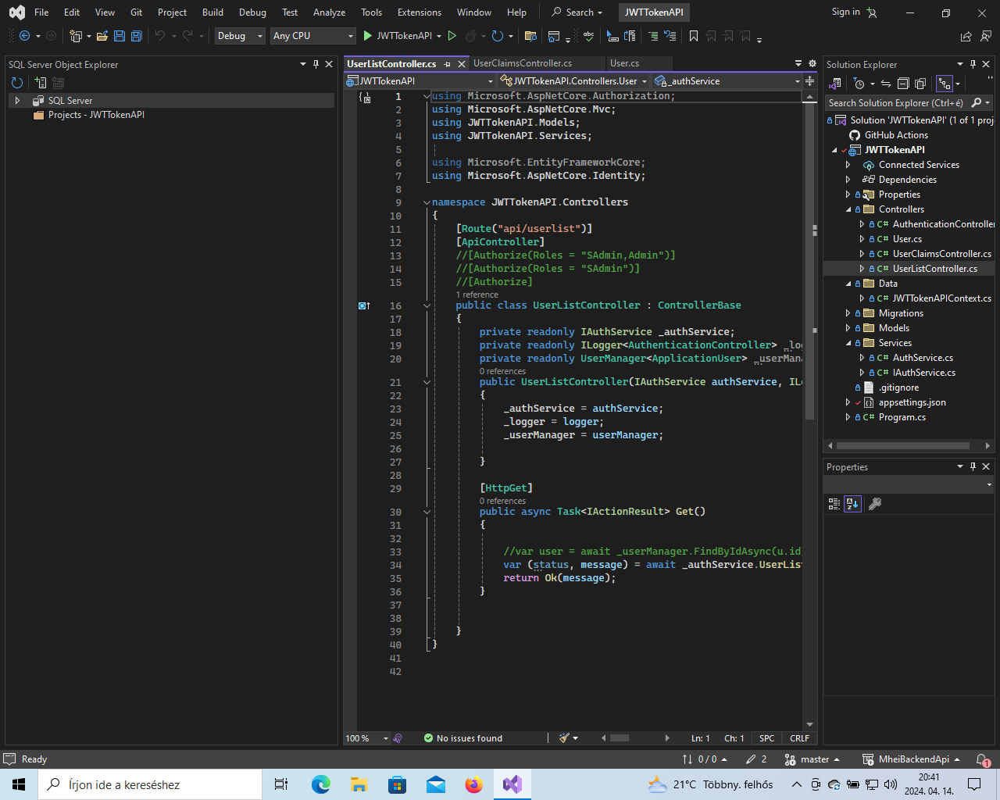 File Edit View Git Project Build Debug Test Analyze Tools Extensions Window Help Search JWTTokenAPI Sign in
Debug Any CPU JWTTokenAPI
SQL Server Object Explorer
SQL Server
Projects - JWTTokenAPI
UserListController.cs UserClaimsController.cs User.cs
JWTTokenAPI JWTTokenAPI.Controllers.User _authService
1 using Microsoft.AspNetCore.Authorization;
2 using Microsoft.AspNetCore.Mvc;
3 using JWTTokenAPI.Models;
4 using JWTTokenAPI.Services;
5
6 using Microsoft.EntityFrameworkCore;
7 using Microsoft.AspNetCore.Identity;
8
9 namespace JWTTokenAPI.Controllers
10 {
11 [Route("api/userlist")]
12 [ApiController]
13 //[Authorize(Roles = "SAdmin,Admin")]
14 //[Authorize(Roles = "SAdmin")]
15 //[Authorize]
1 reference
16 public class UserListController : ControllerBase
17 {
18 private readonly IAuthService _authService;
19 private readonly ILogger<AuthenticationController> _log
20 private readonly UserManager<ApplicationUser> _userMana
0 references
21 public UserListController(IAuthService authService, ILo
22 {
23 _authService = authService;
24 _logger = logger;
25 _userManager = userManager;
26
27 }
28
29 [HttpGet]
0 references
30 public async Task<IActionResult> Get()
31 {
32
33 //var user = await _userManager.FindByIdAsync(u.id)
34 var (status, message) = await _authService.UserList
35 return Ok(message);
36 }
37
38
39 }
40 }
41
42
100 % No issues found Ln: 1 Ch: 1 SPC CRLF
Solution Explorer
Search Solution Explorer (Ctrl+é)
Solution 'JWTTokenAPI' (1 of 1 proj
GitHub Actions
JWTTokenAPI
Connected Services
Dependencies
Properties
Controllers
C# AuthenticationController
C# User.cs
C# UserClaimsController.cs
C# UserListController.cs
Data
C# JWTTokenAPIContext.cs
Migrations
Models
Services
C# AuthService.cs
C# IAuthService.cs
.gitignore
appsettings.json
C# Program.cs
Properties
Ready 0 / 0 2 master MheiBackendApi 1
Írjon ide a kereséshez 21°C Többny. felhős 20:41
2024. 04. 14.